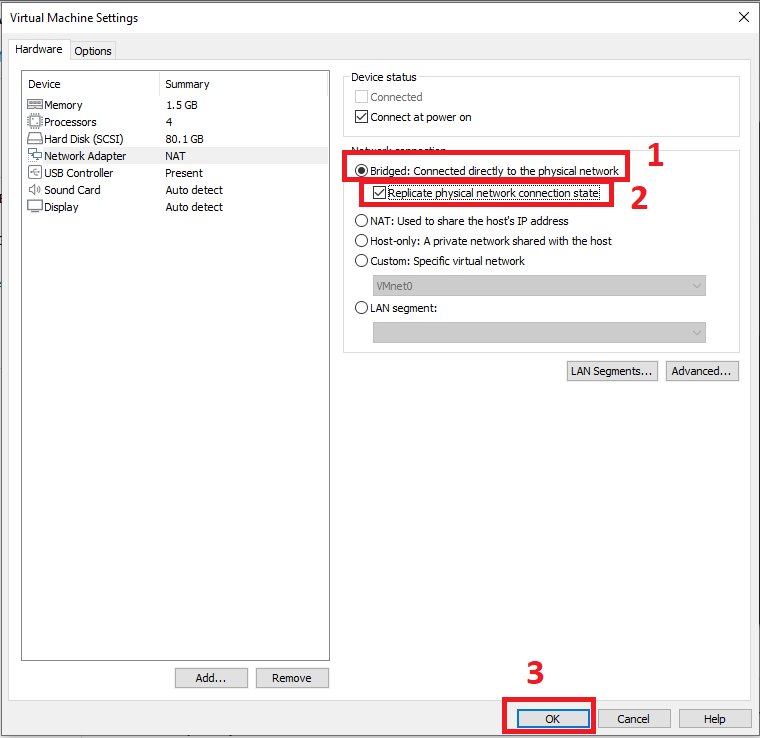 Virtual Machine Settings
Hardware Options
Device Summary
Memory 1.5 GB
Processors 4
Hard Disk (SCSI) 80.1 GB
Network Adapter NAT
USB Controller Present
Sound Card Auto detect
Display Auto detect
Add... Remove
Device status
Connected
Connect at power on
Network connection
1
Bridged: Connected directly to the physical network
Replicate physical network connection state
2
NAT: Used to share the host's IP address
Host-only: A private network shared with the host
Custom: Specific virtual network
VMnet0
LAN segment:
LAN Segments... Advanced...
3
OK Cancel Help